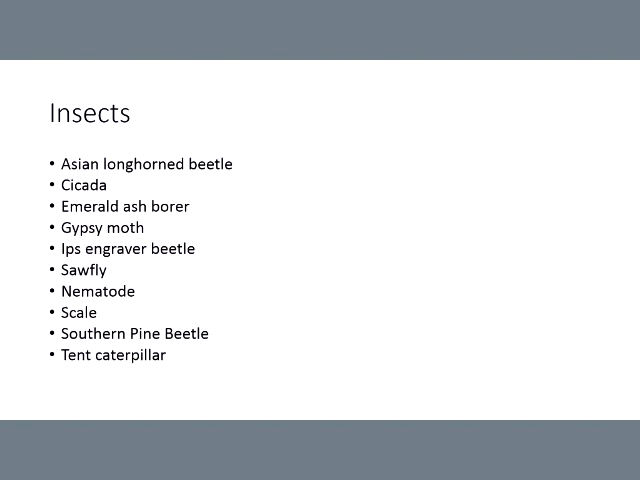 Insects
• Asian longhorned beetle
• Cicada
• Emerald ash borer
• Gypsy moth
• Ips engraver beetle
• Sawfly
• Nematode
• Scale
• Southern Pine Beetle
• Tent caterpillar